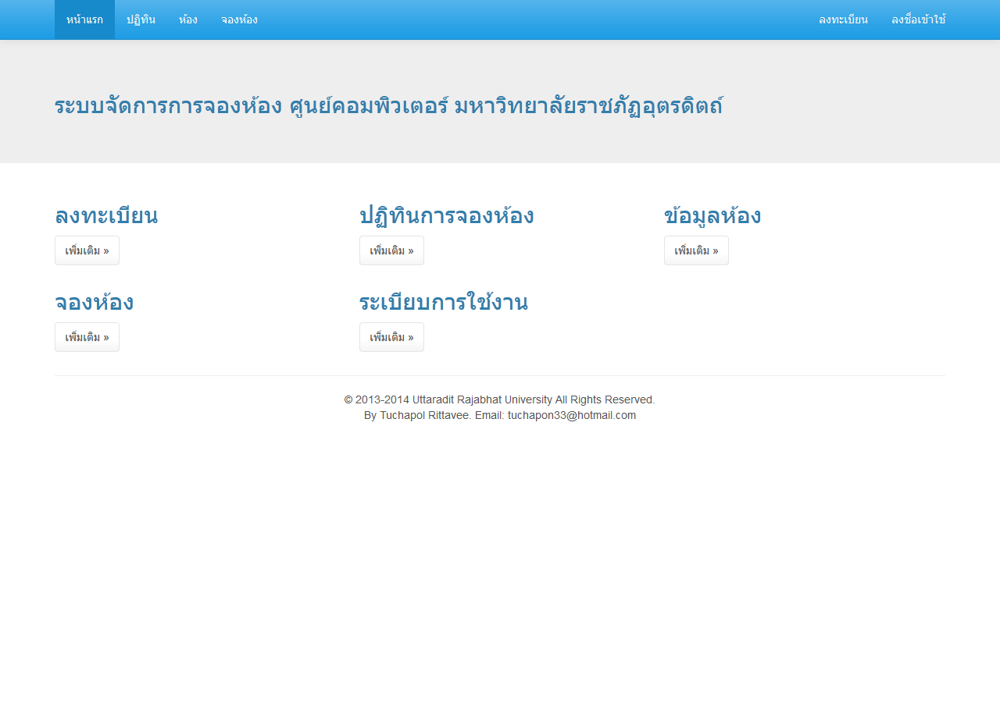 หน้าแรก ปฏิทิน ห้อง จองห้อง ลงทะเบียน ลงชื่อเข้าใช้
ระบบจัดการการจองห้อง ศูนย์คอมพิวเตอร์ มหาวิทยาลัยราชภัฏอุตรดิตถ์
ลงทะเบียน ปฏิทินการจองห้อง ข้อมูลห้อง
เพิ่มเติม » เพิ่มเติม » เพิ่มเติม »
จองห้อง ระเบียบการใช้งาน
เพิ่มเติม » เพิ่มเติม »
© 2013-2014 Uttaradit Rajabhat University All Rights Reserved.
By Tuchapol Rittavee. Email: tuchapon33@hotmail.com